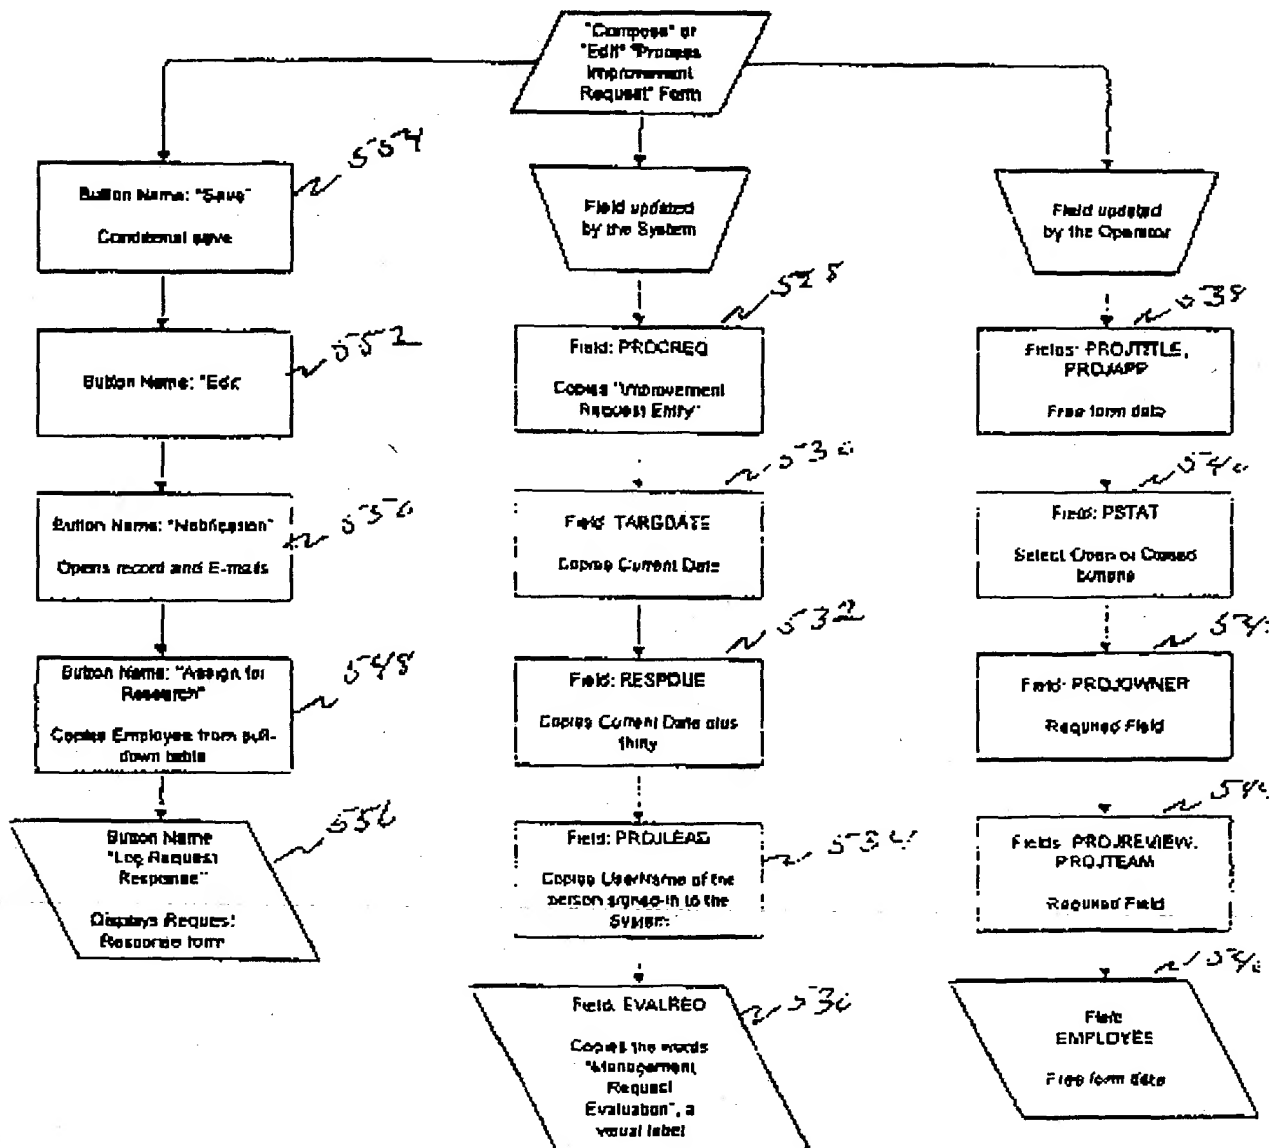 "Compose" or
"Edit" "Process
Improvement
Request" Form
Button Name: "Save"
Conditional save
554
Button Name: "Edit
552
Button Name: "Notification"
Opens record and E-mails
550
Button Name: "Assign for
Research"
Copies Employee from pull-
down table
548
Button Name
"Log Request
Response"
Displays Request
Response form
556
Field updated
by the System
528
Field: PROCREQ
Copies "Improvement
Request Entity"
530
Field: TARGDATE
Copies Current Date
532
Field: RESPDUE
Copies Current Date plus
thirty
Field: PROJLEAD
Copies UserName of the
person signed-in to the
System
534
Field: EVALREQ
Copies the words
"Management
Request
Evaluation", a
visual label
536
Field updated
by the Operator
538
Fields: PROJTITLE,
PROJAPP
Free form data
540
Field: PSTAT
Select Open or Closed
buttons
Field: PROJOWNER
Required Field
Fields: PROJREVIEW,
PROJTEAM
Required Field
Field:
EMPLOYES
Free form data